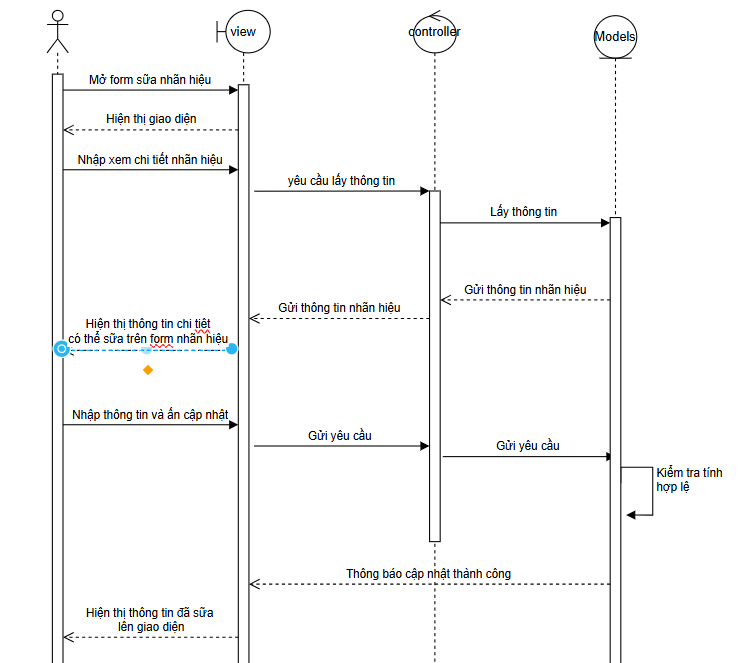 view
controller
Models
Mở form sữa nhãn hiệu
Hiện thị giao diện
Nhập xem chi tiết nhãn hiệu
yêu cầu lấy thông tin
Lấy thông tin
Gửi thông tin nhãn hiệu
Gửi thông tin nhãn hiệu
Hiện thị thông tin chi tiêt
có thể sữa trên form nhãn hiệu
Nhập thông tin và ấn cập nhật
Gửi yêu cầu
Gửi yêu cầu
Kiểm tra tính
hợp lệ
Thông báo cập nhật thành công
Hiện thị thông tin đã sữa
lên giao diện